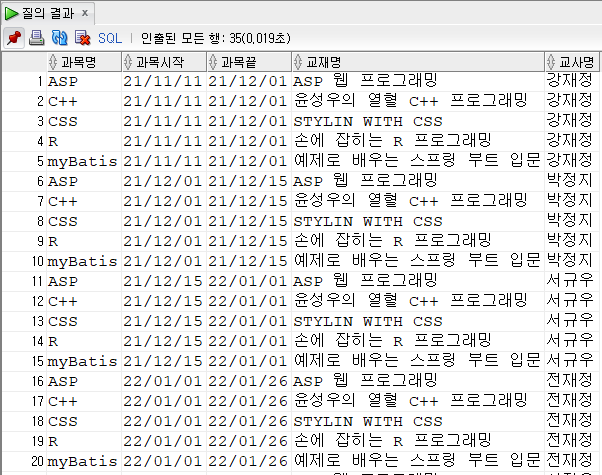 질의 결과 x
SQL | 인출된 모든 행: 35(0,019초)
과목명 과목시작 과목끝 교재명 교사명
1 ASP 21/11/11 21/12/01 ASP 웹 프로그래밍 강재정
2 C++ 21/11/11 21/12/01 윤성우의 열혈 C++ 프로그래밍 강재정
3 CSS 21/11/11 21/12/01 STYLIN WITH CSS 강재정
4 R 21/11/11 21/12/01 손에 잡히는 R 프로그래밍 강재정
5 myBatis 21/11/11 21/12/01 예제로 배우는 스프링 부트 입문 강재정
6 ASP 21/12/01 21/12/15 ASP 웹 프로그래밍 박정지
7 C++ 21/12/01 21/12/15 윤성우의 열혈 C++ 프로그래밍 박정지
8 CSS 21/12/01 21/12/15 STYLIN WITH CSS 박정지
9 R 21/12/01 21/12/15 손에 잡히는 R 프로그래밍 박정지
10 myBatis 21/12/01 21/12/15 예제로 배우는 스프링 부트 입문 박정지
11 ASP 21/12/15 22/01/01 ASP 웹 프로그래밍 서규우
12 C++ 21/12/15 22/01/01 윤성우의 열혈 C++ 프로그래밍 서규우
13 CSS 21/12/15 22/01/01 STYLIN WITH CSS 서규우
14 R 21/12/15 22/01/01 손에 잡히는 R 프로그래밍 서규우
15 myBatis 21/12/15 22/01/01 예제로 배우는 스프링 부트 입문 서규우
16 ASP 22/01/01 22/01/26 ASP 웹 프로그래밍 전재정
17 C++ 22/01/01 22/01/26 윤성우의 열혈 C++ 프로그래밍 전재정
18 CSS 22/01/01 22/01/26 STYLIN WITH CSS 전재정
19 R 22/01/01 22/01/26 손에 잡히는 R 프로그래밍 전재정
20 myBatis 22/01/01 22/01/26 예제로 배우는 스프링 부트 입문 전재정